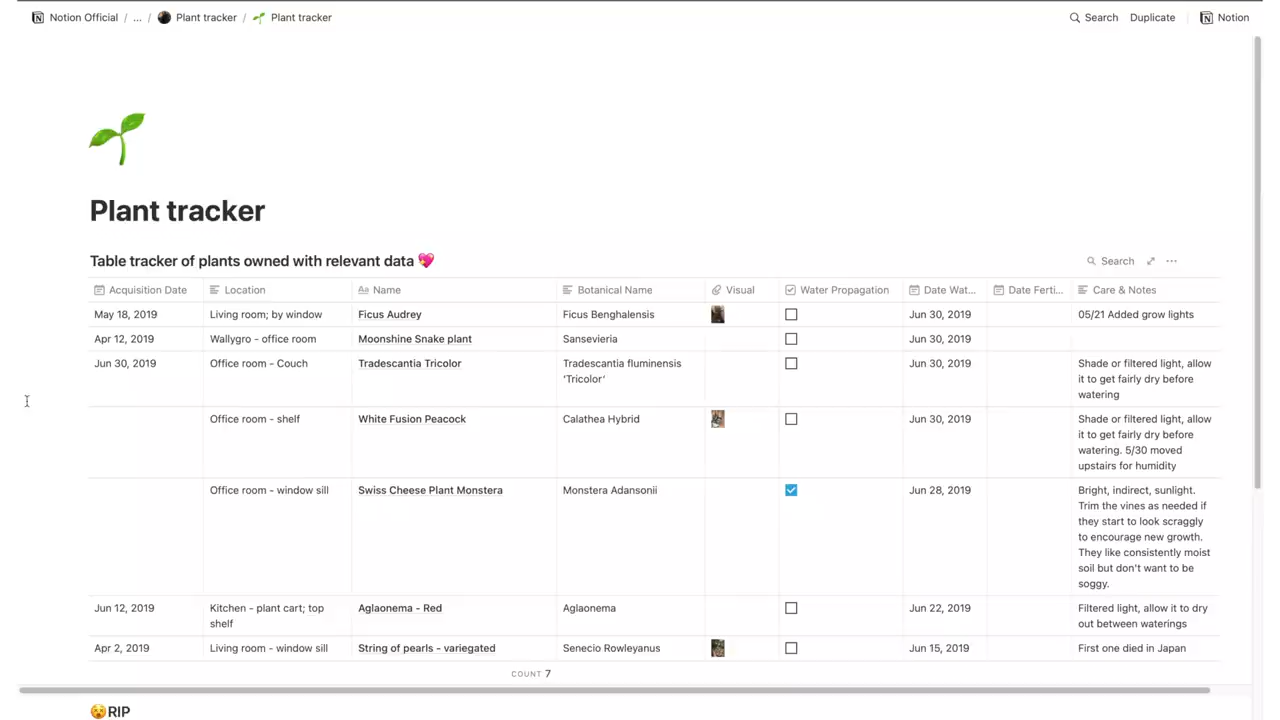 Notion Official / ... / Plant tracker / Plant tracker
Search Duplicate Notion
Plant tracker
Table tracker of plants owned with relevant data
Search ...
Acquisition Date Location Name Botanical Name Visual Water Propagation Date Wat... Date Ferti... Care & Notes
May 18, 2019 Living room; by window Ficus Audrey Ficus Benghalensis Jun 30, 2019 05/21 Added grow lights
Apr 12, 2019 Wallygro - office room Moonshine Snake plant Sansevieria Jun 30, 2019
Jun 30, 2019 Office room - Couch Tradescantia Tricolor Tradescantia fluminensis Jun 30, 2019 Shade or filtered light, allow
'Tricolor' it to get fairly dry before
watering
Office room - shelf White Fusion Peacock Calathea Hybrid Jun 30, 2019 Shade or filtered light, allow
it to get fairly dry before
watering. 5/30 moved
upstairs for humidity
Office room - window sill Swiss Cheese Plant Monstera Monstera Adansonii Jun 28, 2019 Bright, indirect, sunlight.
Trim the vines as needed if
they start to look scraggly
to encourage new growth.
They like consistently moist
soil but don't want to be
soggy.
Jun 12, 2019 Kitchen - plant cart; top Aglaonema - Red Aglaonema Jun 22, 2019 Filtered light, allow it to dry
shelf out between waterings
Apr 2, 2019 Living room - window sill String of pearls - variegated Senecio Rowleyanus Jun 15, 2019 First one died in Japan
COUNT 7
RIP